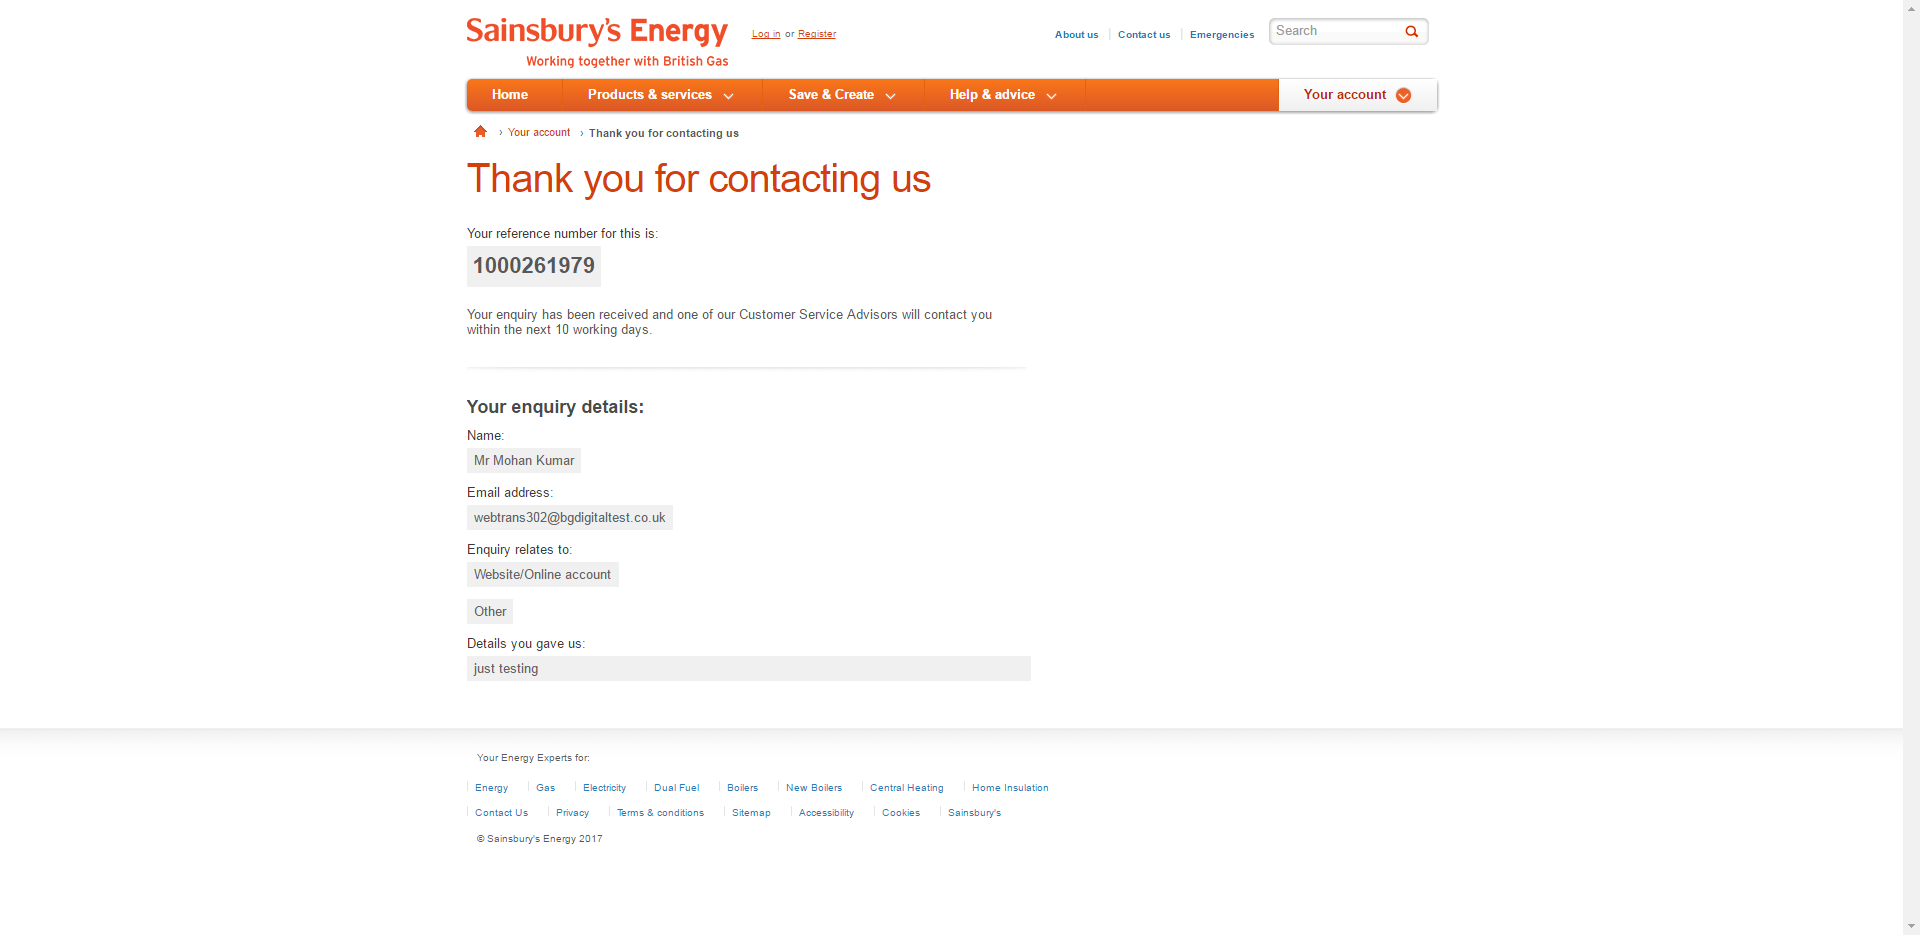 Sainsbury's Energy
Working together with British Gas
Log in or Register
About us
Contact us
Emergencies
Search
Home
Products & services
Save & Create
Help & advice
Your account
› Your account › Thank you for contacting us
Thank you for contacting us
Your reference number for this is:
1000261979
Your enquiry has been received and one of our Customer Service Advisors will contact you
within the next 10 working days.
Your enquiry details:
Name:
Mr Mohan Kumar
Email address:
webtrans302@bgdigitaltest.co.uk
Enquiry relates to:
Website/Online account
Other
Details you gave us:
just testing
Your Energy Experts for:
Energy Gas Electricity Dual Fuel Boilers New Boilers Central Heating Home Insulation
Contact Us Privacy Terms & conditions Sitemap Accessibility Cookies Sainsbury's
© Sainsbury's Energy 2017